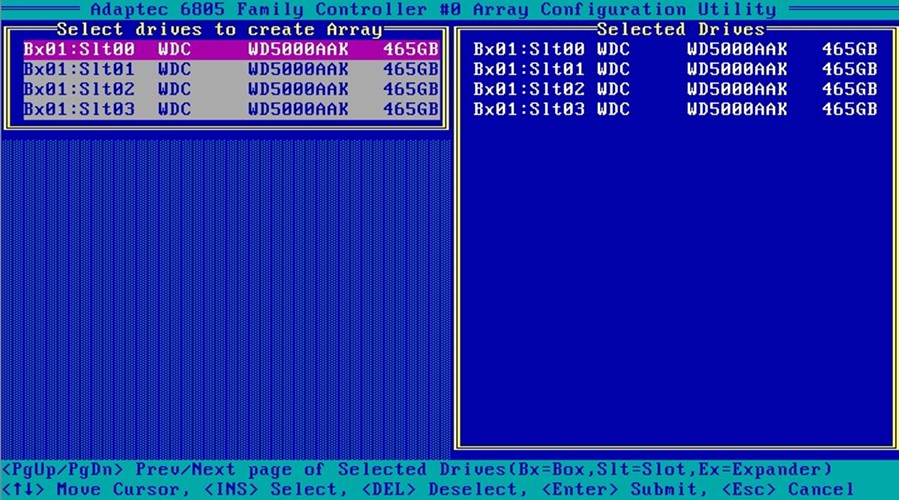 Adaptec 6805 Family Controller #0 Array Configuration Utility
Select drives to create Array
Bx01:Slt00 WDC WD5000AAK 465GB
Bx01:Slt01 WDC WD5000AAK 465GB
Bx01:Slt02 WDC WD5000AAK 465GB
Bx01:Slt03 WDC WD5000AAK 465GB
Selected Drives
Bx01:Slt00 WDC WD5000AAK 465GB
Bx01:Slt01 WDC WD5000AAK 465GB
Bx01:Slt02 WDC WD5000AAK 465GB
Bx01:Slt03 WDC WD5000AAK 465GB
<PgUp/PgDn> Prev/Next page of Selected Drives(Bx=Box,Slt=Slot,Ex=Expander)
<↑↓> Move Cursor, <INS> Select, <DEL> Deselect, <Enter> Submit, <Esc> Cancel